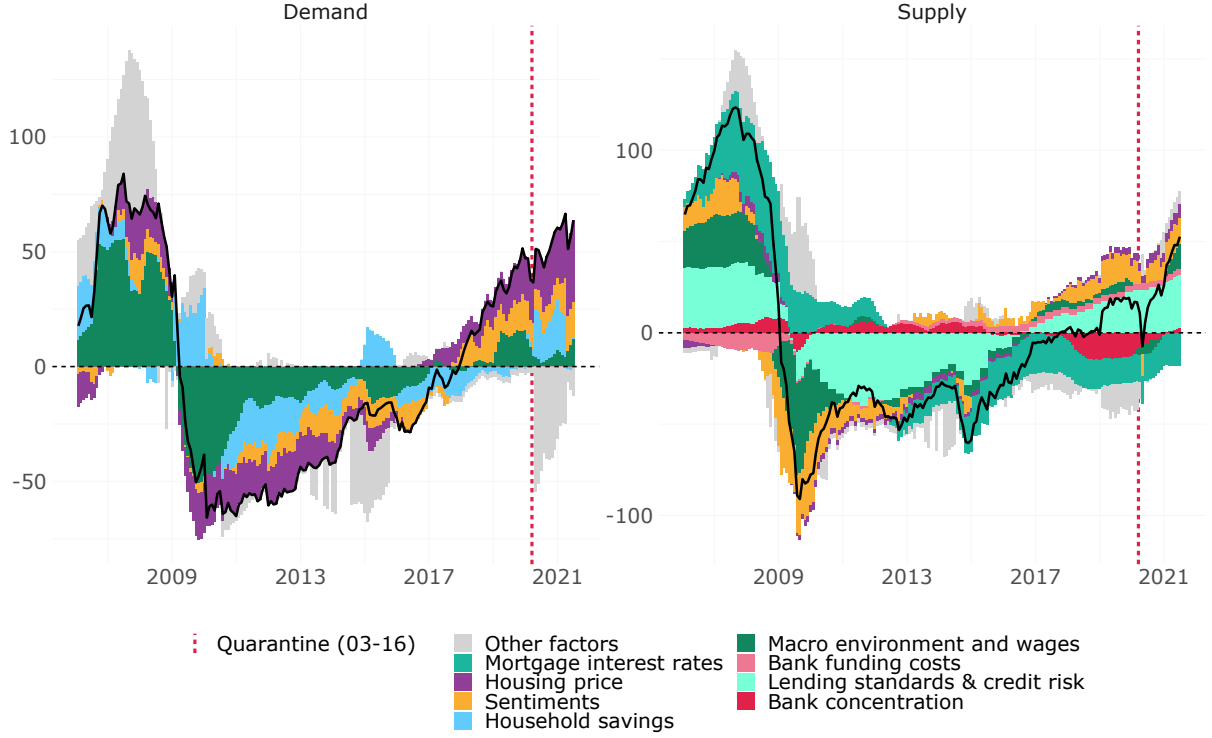 Demand
Supply
100
50
0
-50
2009
2013
2017
2021
100
0
-100
2009
2013
2017
2021
Quarantine (03-16)
Other factors
Mortgage interest rates
Housing price
Sentiments
Household savings
Macro environment and wages
Bank funding costs
Lending standards & credit risk
Bank concentration